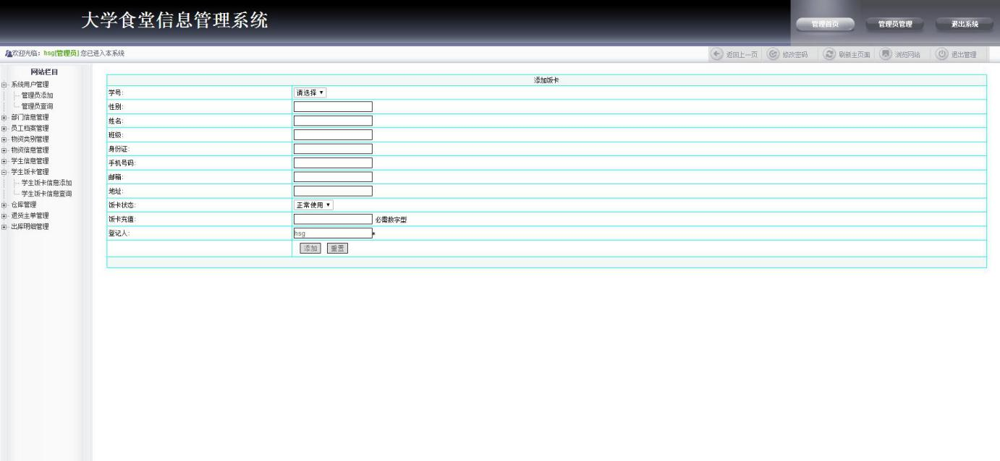 大学食堂信息管理系统
管理首页 管理员管理 退出系统
欢迎光临：hsg[管理员] 您已进入本系统
返回上一页 修改密码 刷新主页面 浏览网站 退出管理
网站栏目
系统用户管理
管理员添加
管理员查询
部门信息管理
员工档案管理
物资类别管理
物资信息管理
学生信息管理
学生饭卡管理
学生饭卡信息添加
学生饭卡信息查询
仓库管理
退货主单管理
出库明细管理
添加饭卡
学号: 请选择
性别:
姓名:
班级:
身份证:
手机号码:
邮箱:
地址:
饭卡状态: 正常使用
饭卡充值: 必需数字型
登记人: hsg*
添加 重置